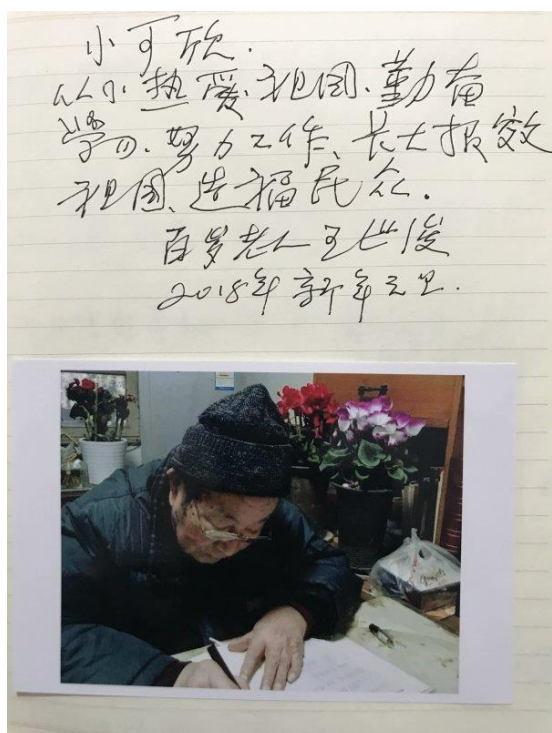 小可欣.
从小热爱祖国、勤奋
学习、努力工作、长大报效
祖国、造福民众.
百岁老人王世俊
2018年新年元旦.